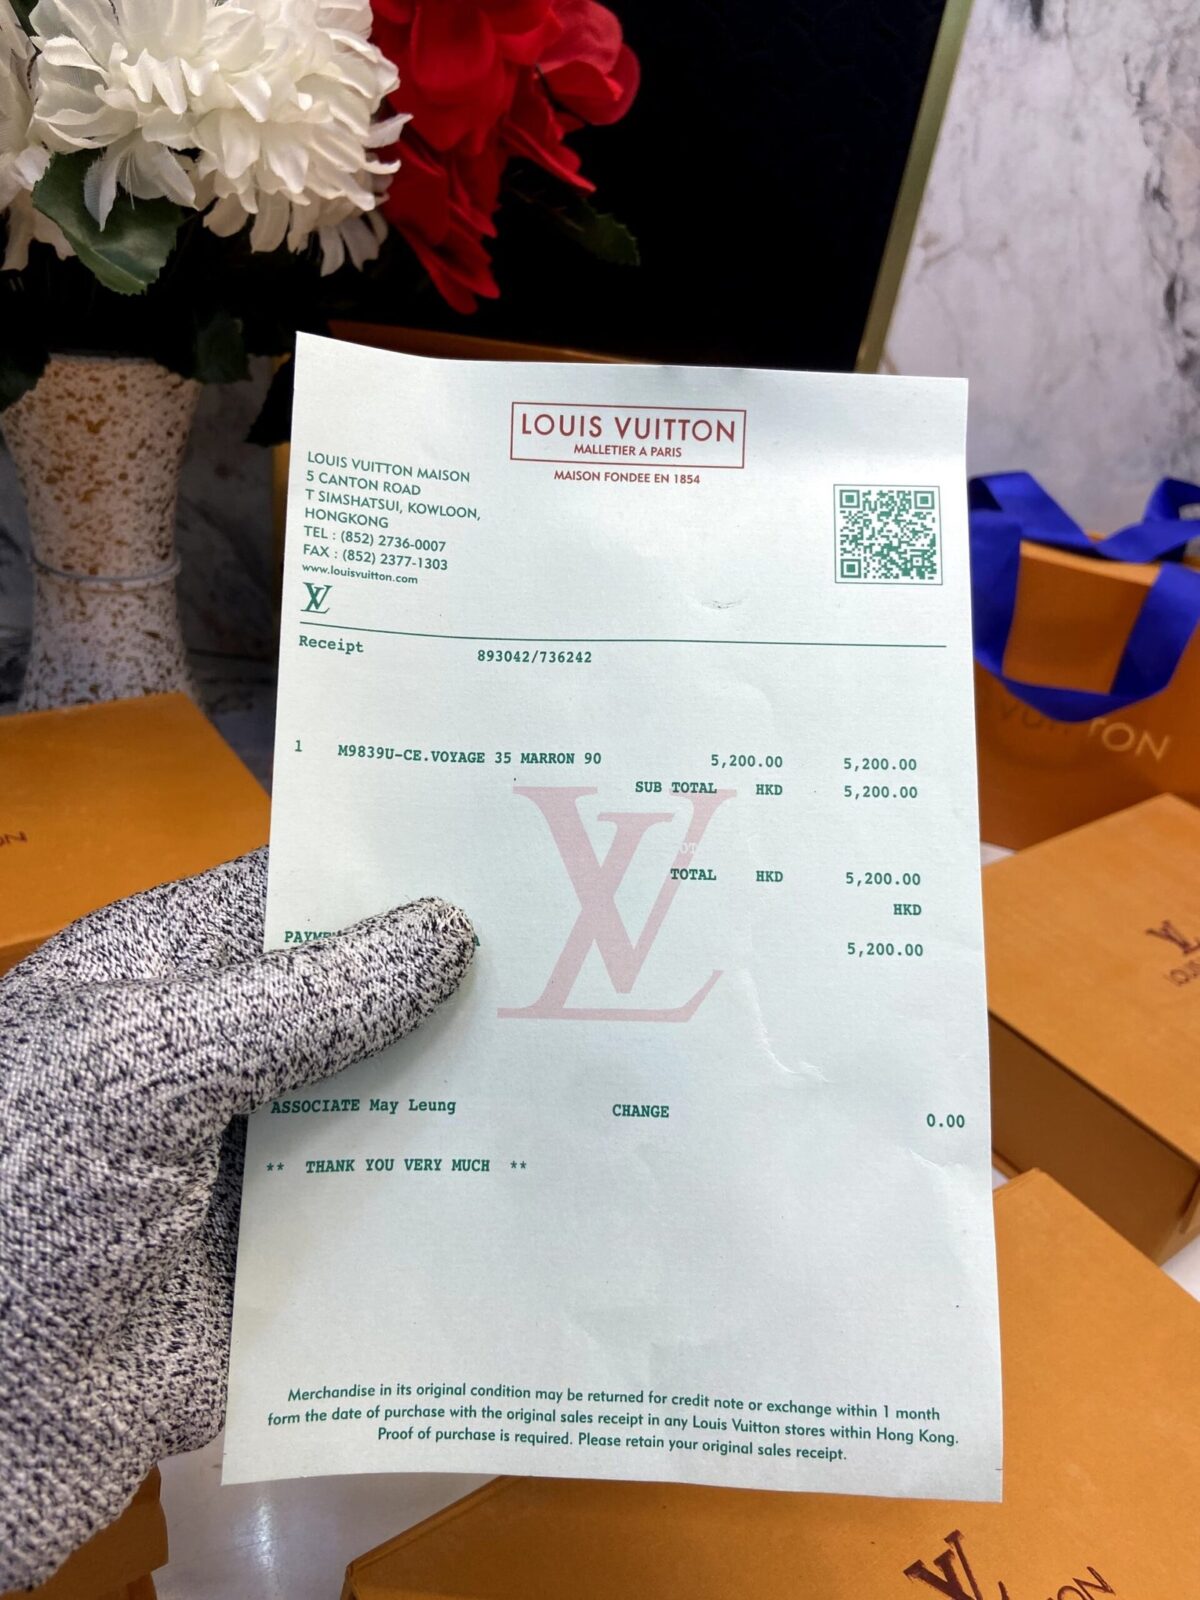 LOUIS VUITTON
MALLETIER A PARIS
MAISON FONDEE EN 1854
LOUIS VUITTON MAISON
5 CANTON ROAD
T SIMSHATSUI, KOWLOON,
HONGKONG
TEL : (852) 2736-0007
FAX : (852) 2377-1303
www.louisvuitton.com
LV
Receipt 893042/736242
1 M9839U-CE.VOYAGE 35 MARRON 90 5,200.00 5,200.00
SUB TOTAL HKD 5,200.00
TOTAL HKD 5,200.00
HKD
5,200.00
LV
ASSOCIATE May Leung CHANGE 0.00
** THANK YOU VERY MUCH **
Merchandise in its original condition may be returned for credit note or exchange within 1 month
form the date of purchase with the original sales receipt in any Louis Vuitton stores within Hong Kong.
Proof of purchase is required. Please retain your original sales receipt.
LV